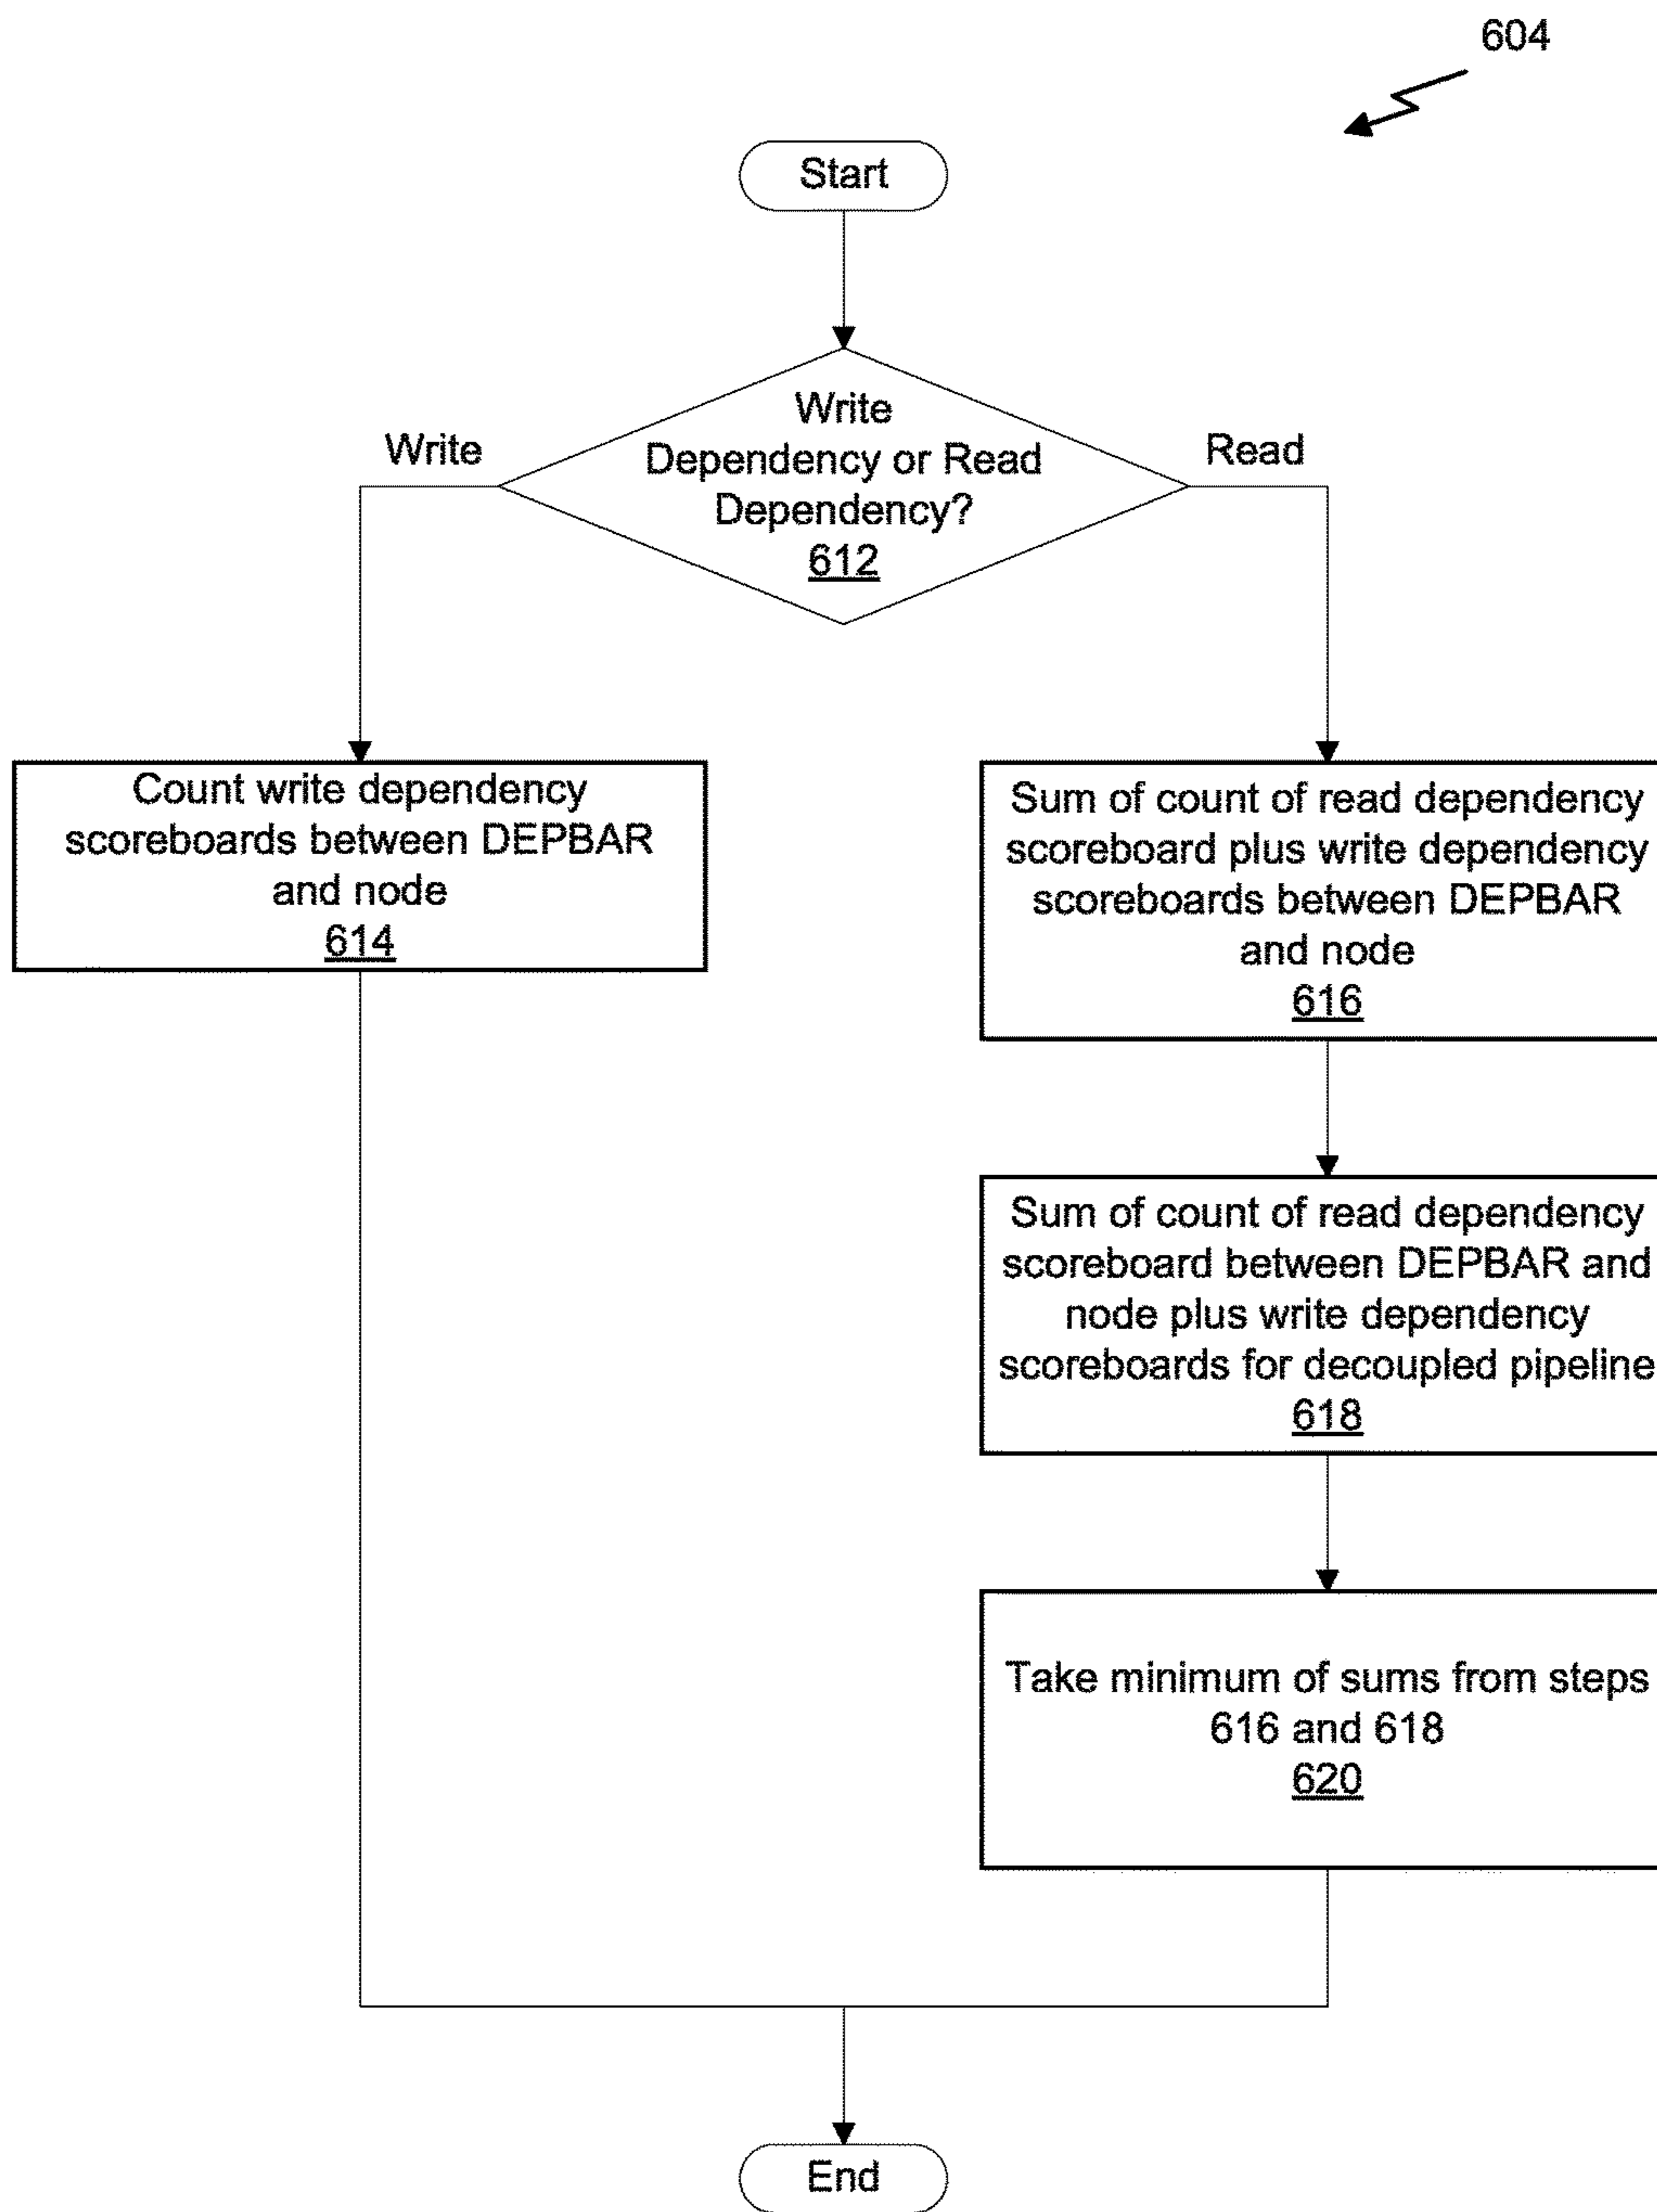 604
Start
Write
Dependency or Read
Dependency?
612
Write
Read
Count write dependency
scoreboards between DEPBAR
and node
614
Sum of count of read dependency
scoreboard plus write dependency
scoreboards between DEPBAR
and node
616
Sum of count of read dependency
scoreboard between DEPBAR and
node plus write dependency
scoreboards for decoupled pipeline
618
Take minimum of sums from steps
616 and 618
620
End